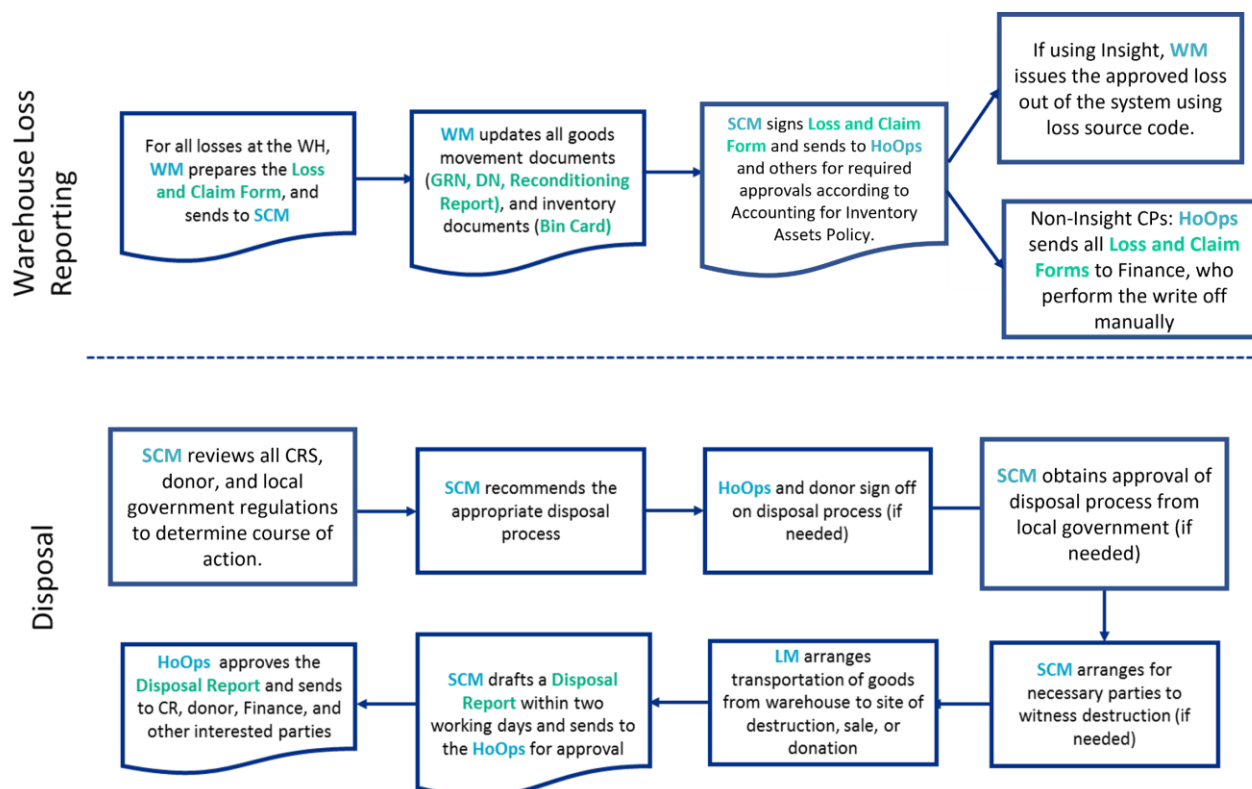 Warehouse Loss
Reporting
For all losses at the WH,
WM prepares the Loss
and Claim Form, and
sends to SCM
WM updates all goods
movement documents
(GRN, DN, Reconditioning
Report), and inventory
documents (Bin Card)
SCM signs Loss and Claim
Form and sends to HoOps
and others for required
approvals according to
Accounting for Inventory
Assets Policy.
If using Insight, WM
issues the approved loss
out of the system using
loss source code.
Non-Insight CPs: HoOps
sends all Loss and Claim
Forms to Finance, who
perform the write off
manually
Disposal
SCM reviews all CRS,
donor, and local
government regulations
to determine course of
action.
SCM recommends the
appropriate disposal
process
HoOps and donor sign off
on disposal process (if
needed)
SCM obtains approval of
disposal process from
local government (if
needed)
SCM arranges for
necessary parties to
witness destruction (if
needed)
LM arranges
transportation of goods
from warehouse to site of
destruction, sale, or
donation
SCM drafts a Disposal
Report within two
working days and sends to
the HoOps for approval
HoOps approves the
Disposal Report and sends
to CR, donor, Finance, and
other interested parties